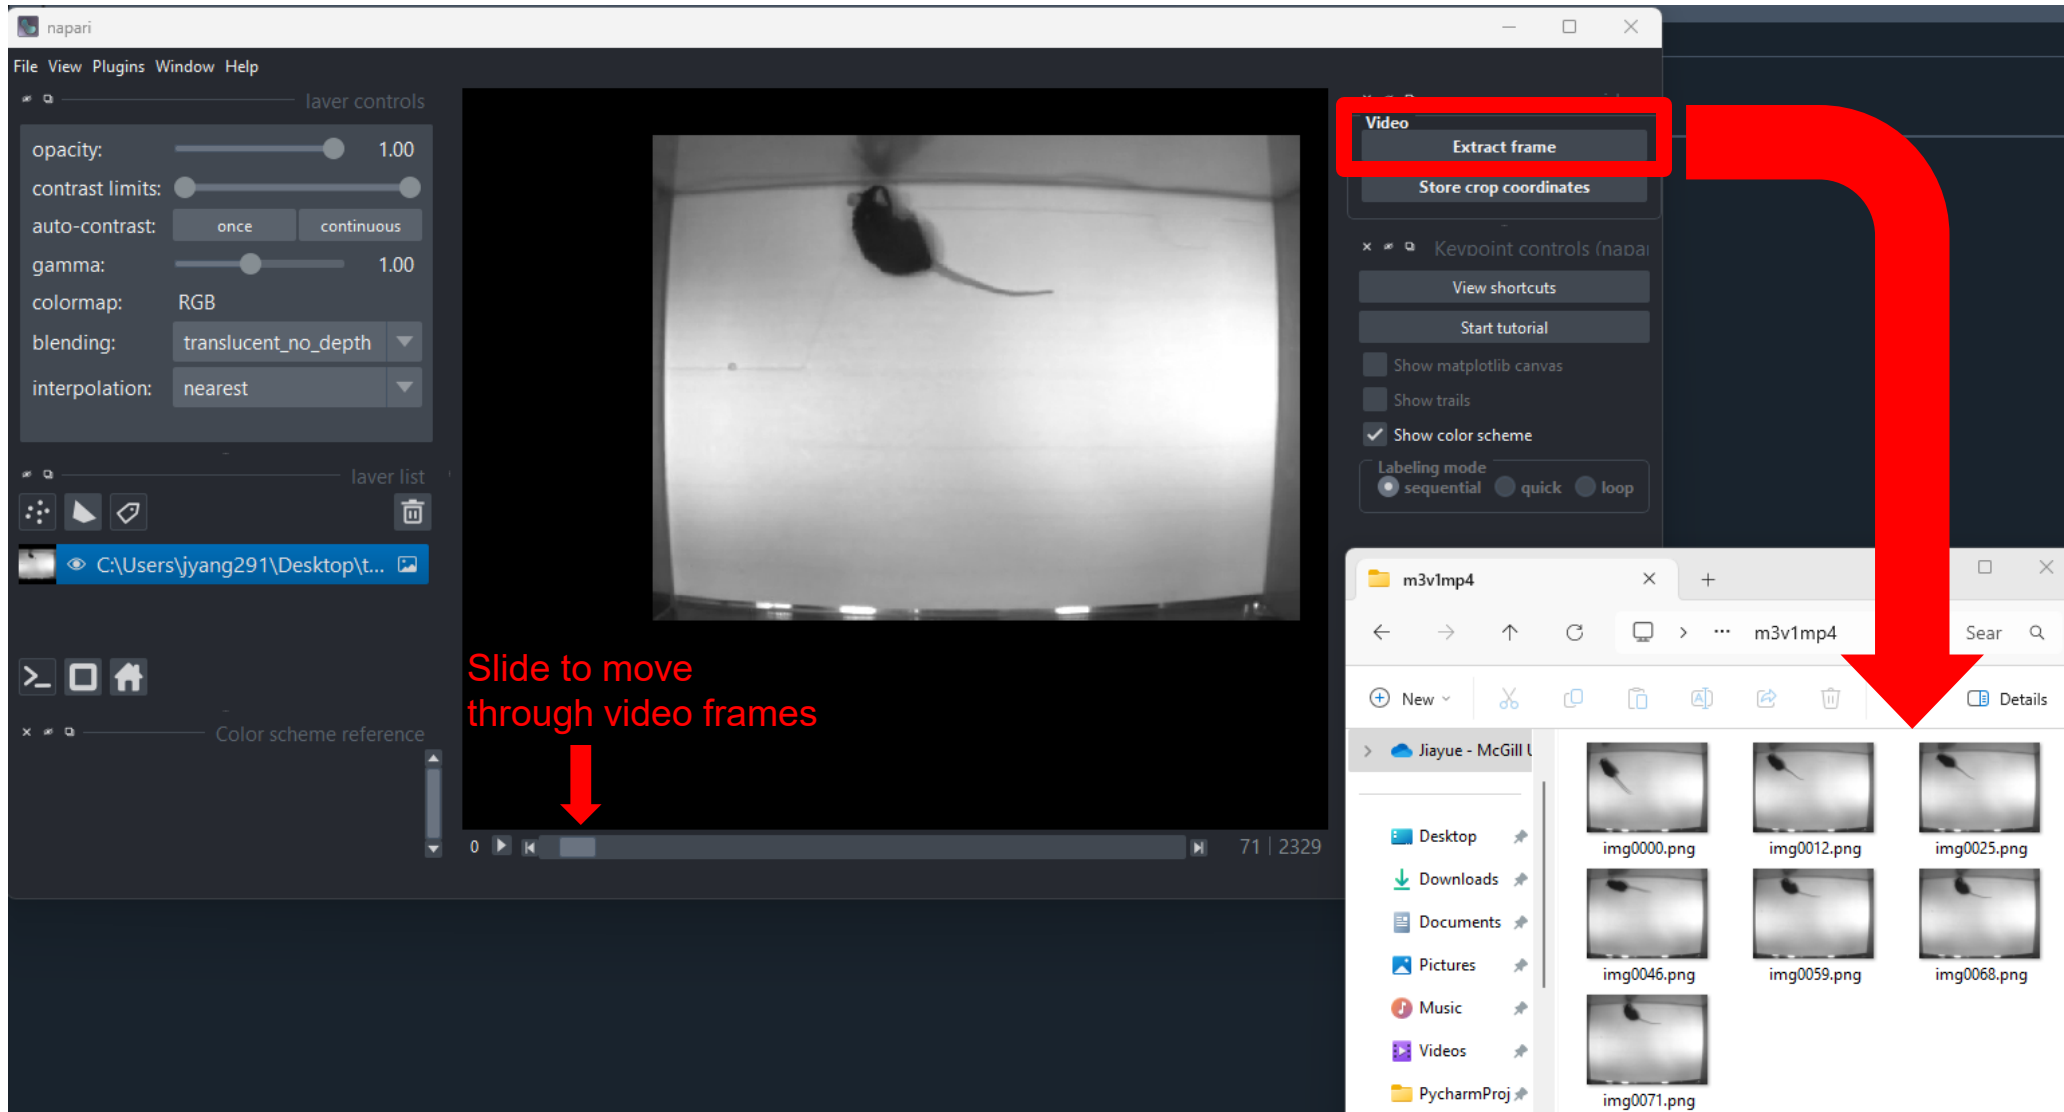 napari
File View Plugins Window Help
layer controls
opacity: 1.00
contrast limits:
auto-contrast: once continuous
gamma: 1.00
colormap: RGB
blending: translucent_no_depth
interpolation: nearest
layer list
C:\Users\jyang291\Desktop\t...
Color scheme reference
Slide to move
through video frames
0 71 2329
Video
Extract frame
Store crop coordinates
Keypoint controls (napar
View shortcuts
Start tutorial
Show matplotlib canvas
Show trails
Show color scheme
Labeling mode
sequential quick loop
m3v1mp4
m3v1mp4 Sear
New Details
Jiayue - McGill U
Desktop
Downloads
Documents
Pictures
Music
Videos
PycharmProj
img0000.png img0012.png img0025.png
img0046.png img0059.png img0068.png
img0071.png